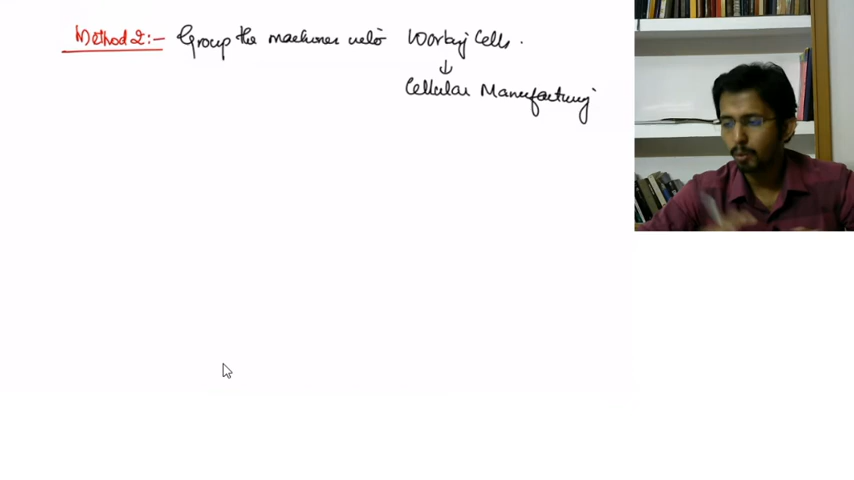 Method 2:- Group the machines into Working Cells.
↓
Cellular Manufacturing